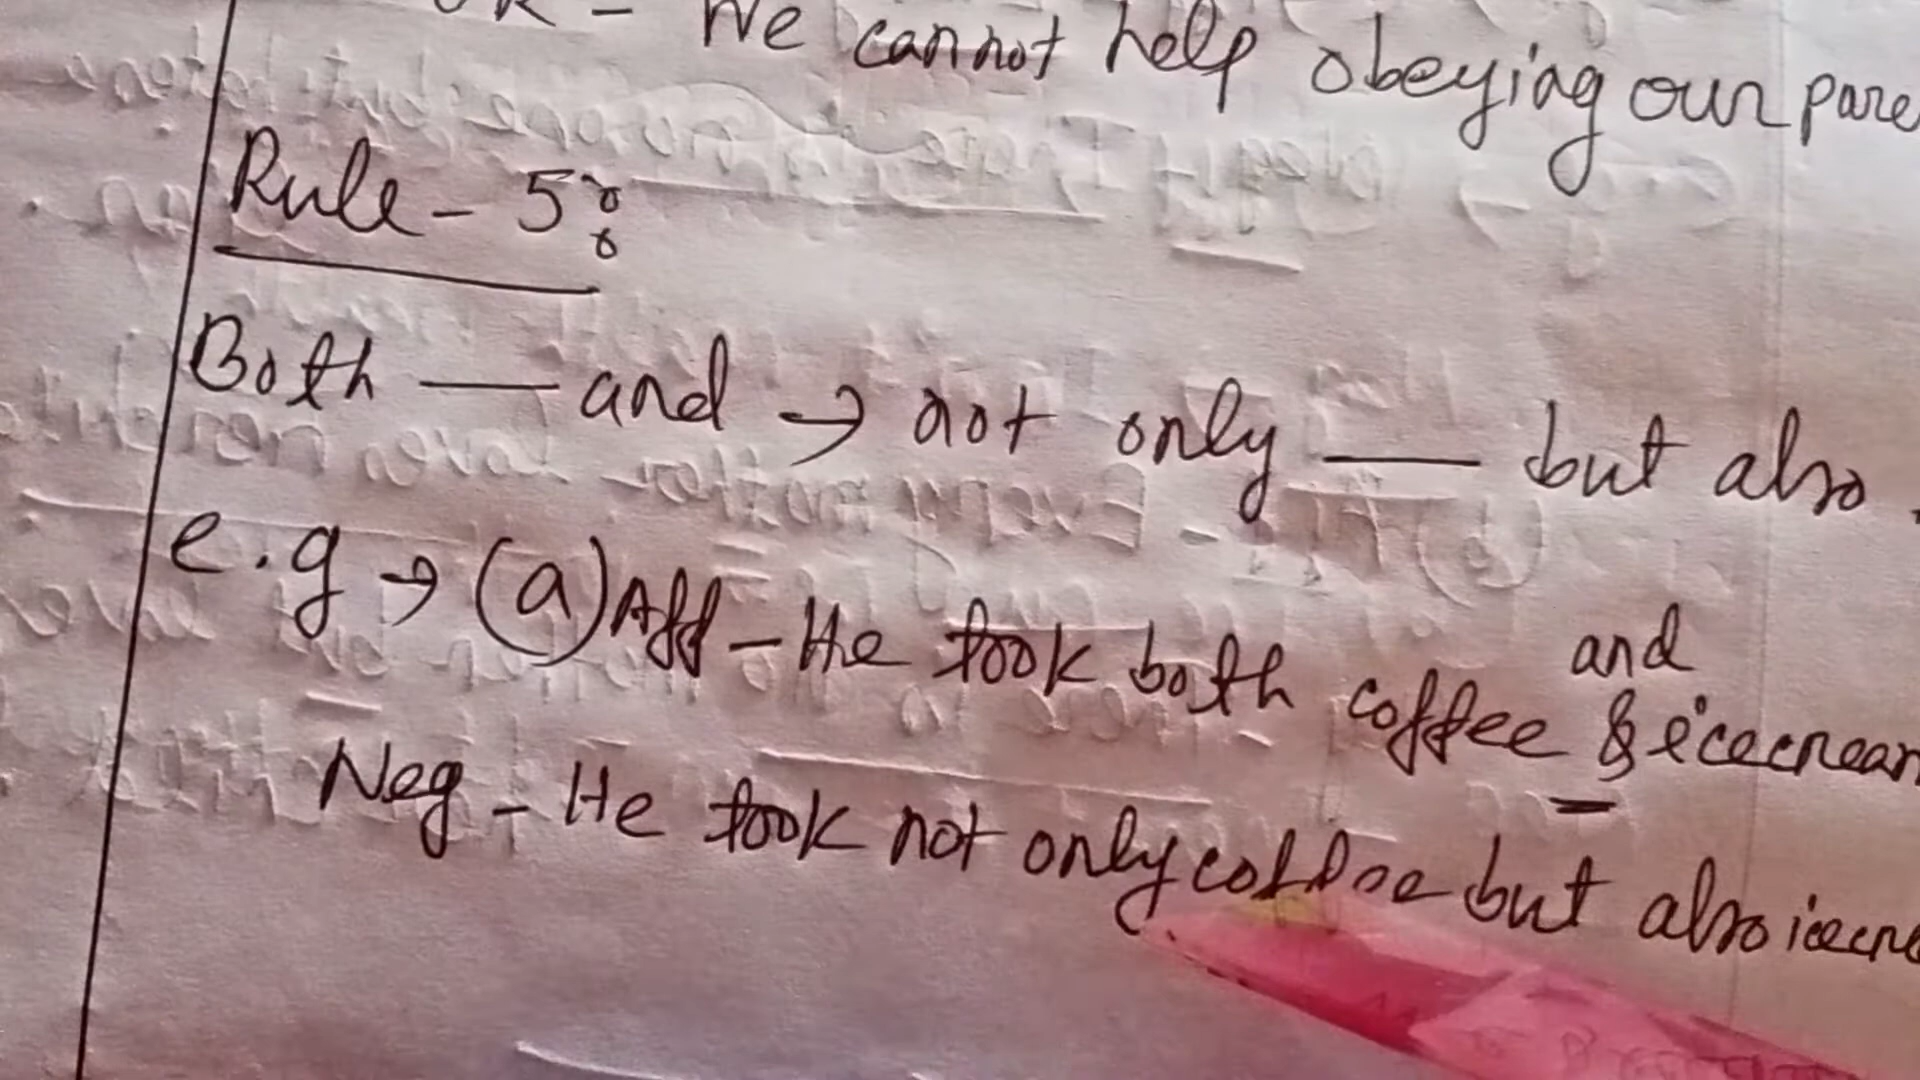 OR - We cannot help obeying our pare
Rule - 5:
Both — and → not only — but also.
e.g → (a) Aff - He took both coffee & icecream
and
Neg - He took not only coffee but also icecre